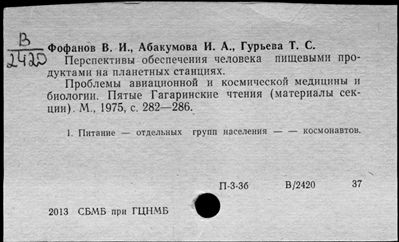 В
2420
Фофанов В. И., Абакумова И. А., Гурьева Т. С.
Перспективы обеспечения человека пищевыми про-
дуктами на планетных станциях.
Проблемы авиационной и космической медицины и
биологии. Пятые Гагаринские чтения (материалы сек-
ции). М., 1975, с. 282—286.
1. Питание — отдельных групп населения — — космонавтов.
П-3-3б В/2420 37
2013 СБМБ при ГЦНМБ